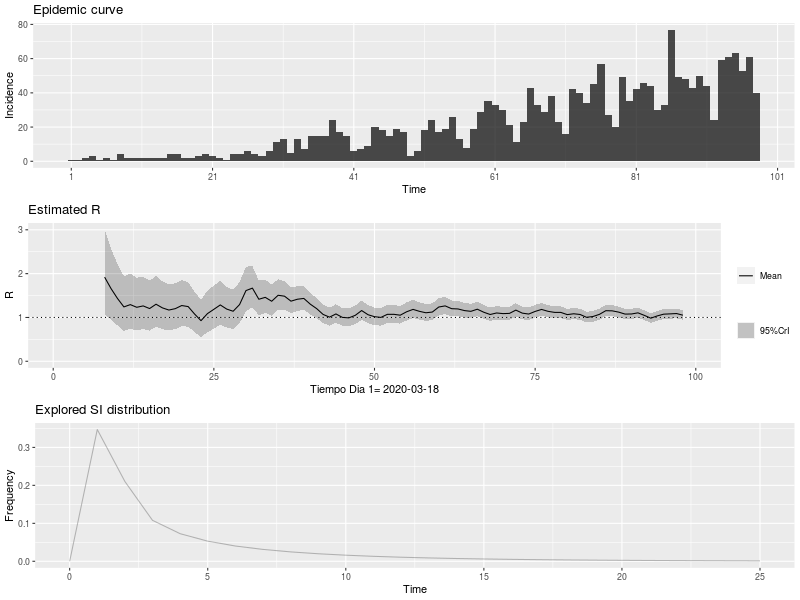 Epidemic curve
80
60
40
20
0
Incidence
1 21 41 61 81 101
Time
Estimated R
3
2
1
0
R
0 25 50 75 100
Tiempo Dia 1= 2020-03-18
Mean
95%CrI
Explored SI distribution
0.3
0.2
0.1
0.0
Frequency
0 5 10 15 20 25
Time